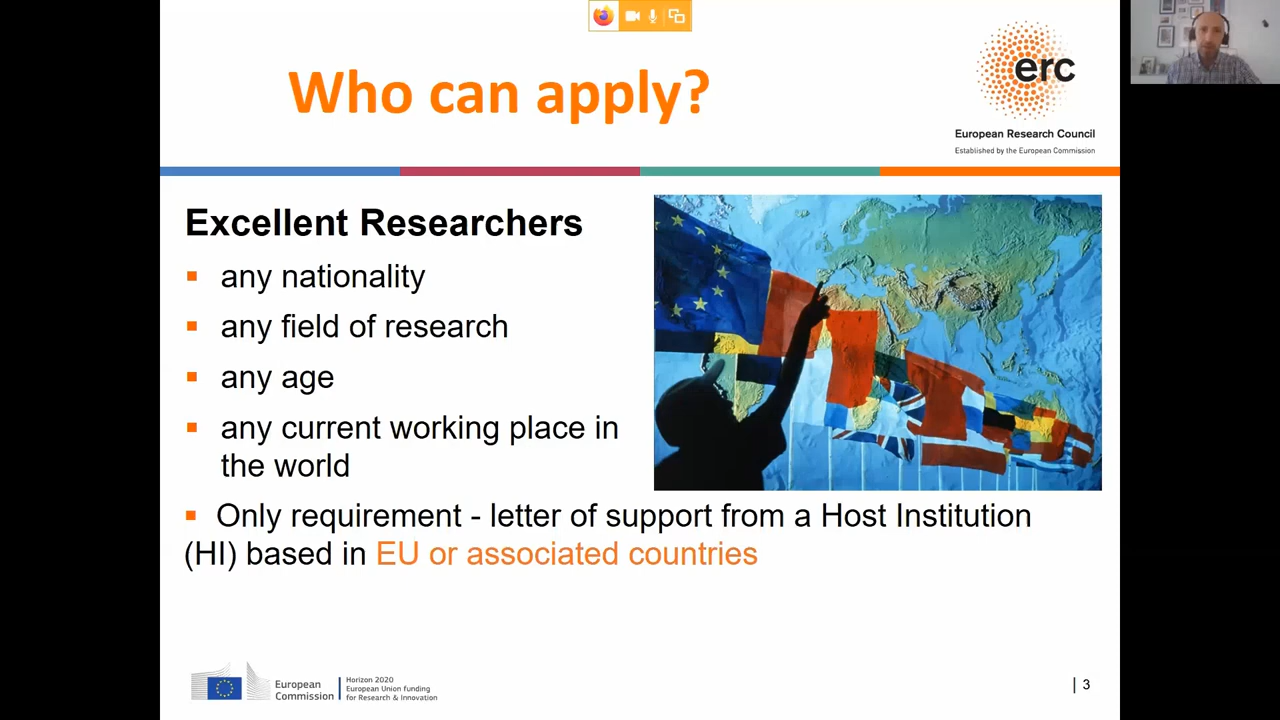 Who can apply?
erc
European Research Council
Established by the European Commission
Excellent Researchers
▪ any nationality
▪ any field of research
▪ any age
▪ any current working place in
the world
▪ Only requirement - letter of support from a Host Institution
(HI) based in EU or associated countries
European
Commission
Horizon 2020
European Union funding
for Research & Innovation
| 3